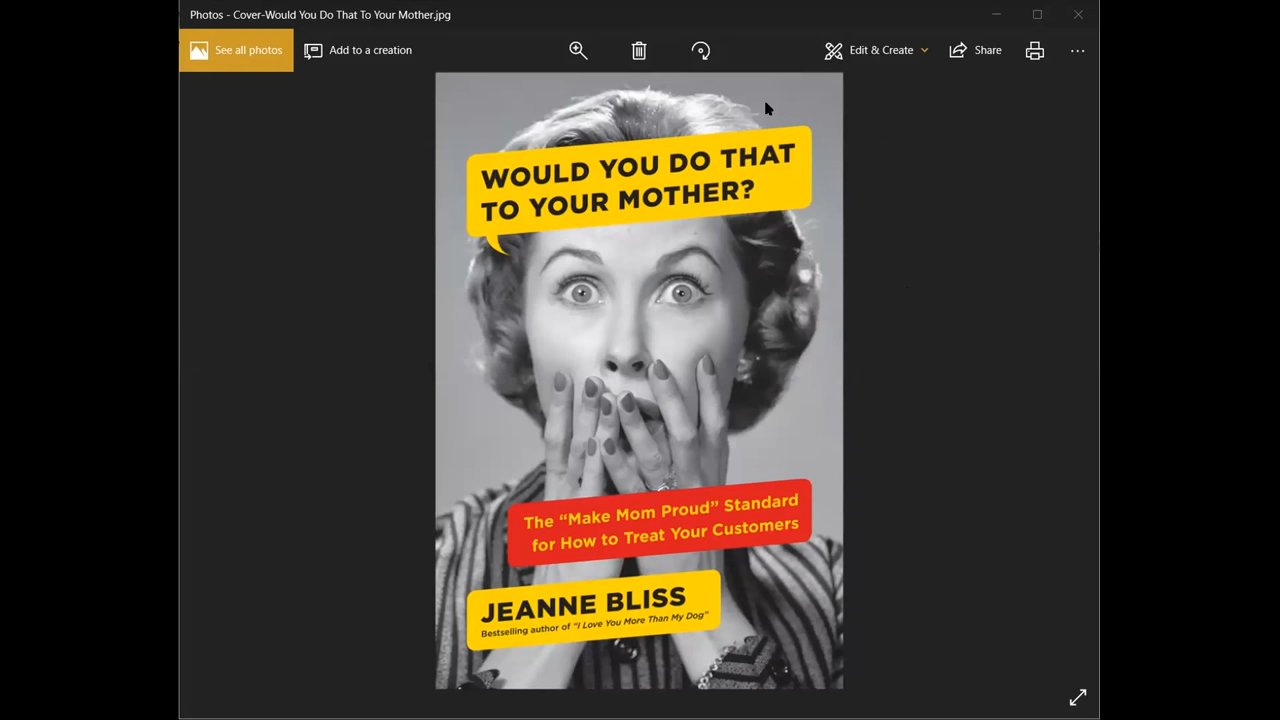 Photos - Cover-Would You Do That To Your Mother.jpg
See all photos
Add to a creation
Edit & Create
Share
WOULD YOU DO THAT
TO YOUR MOTHER?
The “Make Mom Proud” Standard
for How to Treat Your Customers
JEANNE BLISS
Bestselling author of “I Love You More Than My Dog”